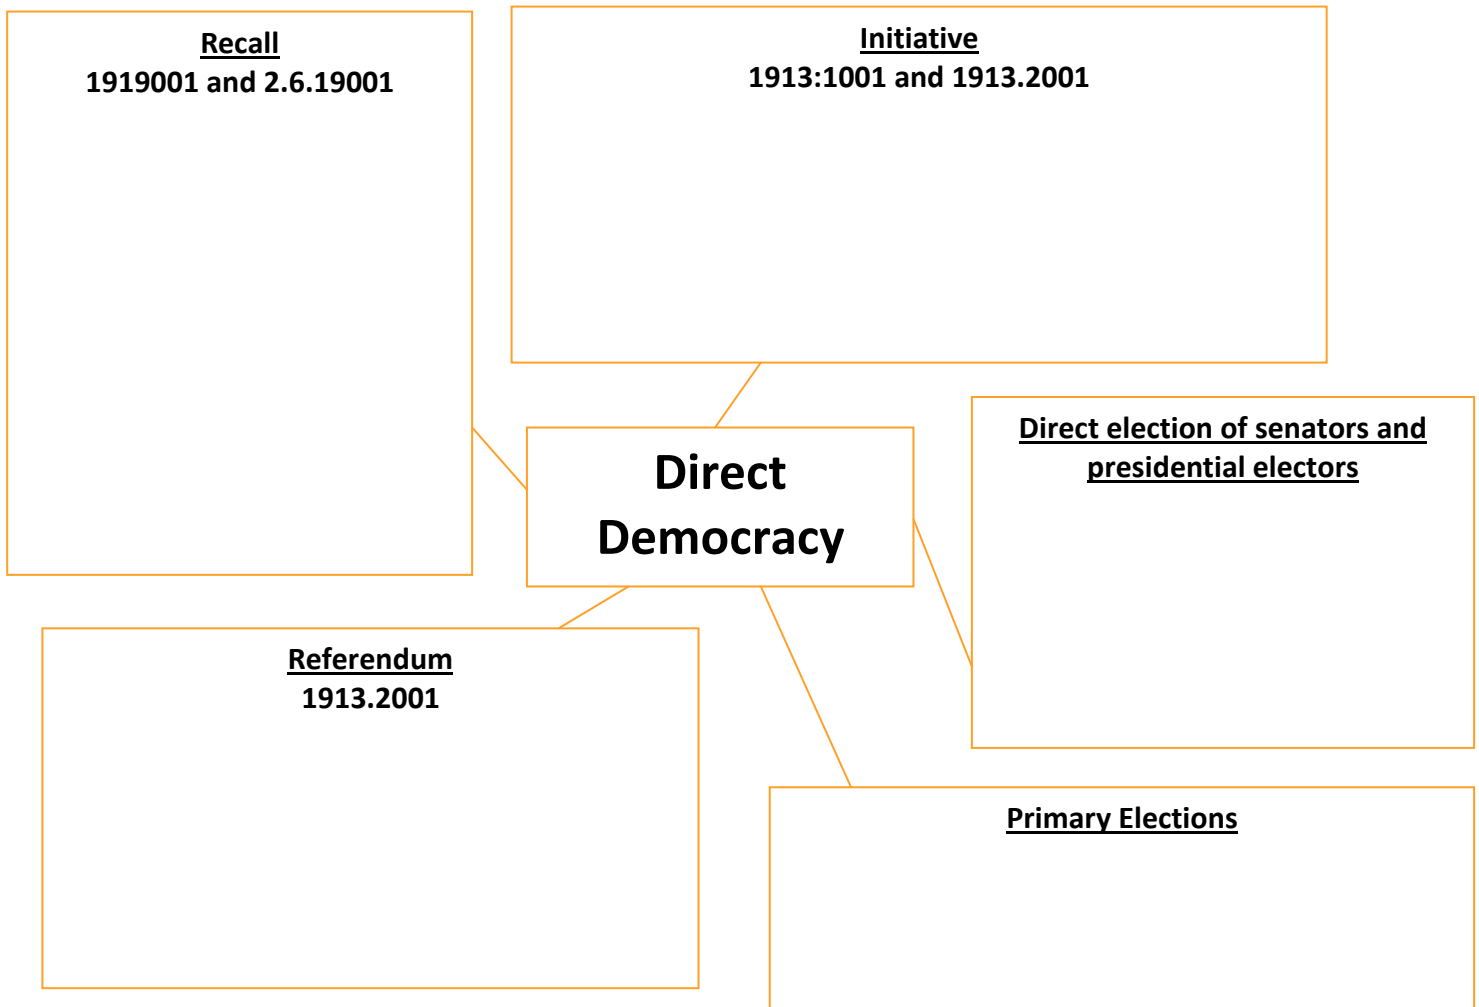 Recall
1919001 and 2.6.19001
Initiative
1913:1001 and 1913.2001
Direct election of senators and
presidential electors
Direct
Democracy
Referendum
1913.2001
Primary Elections